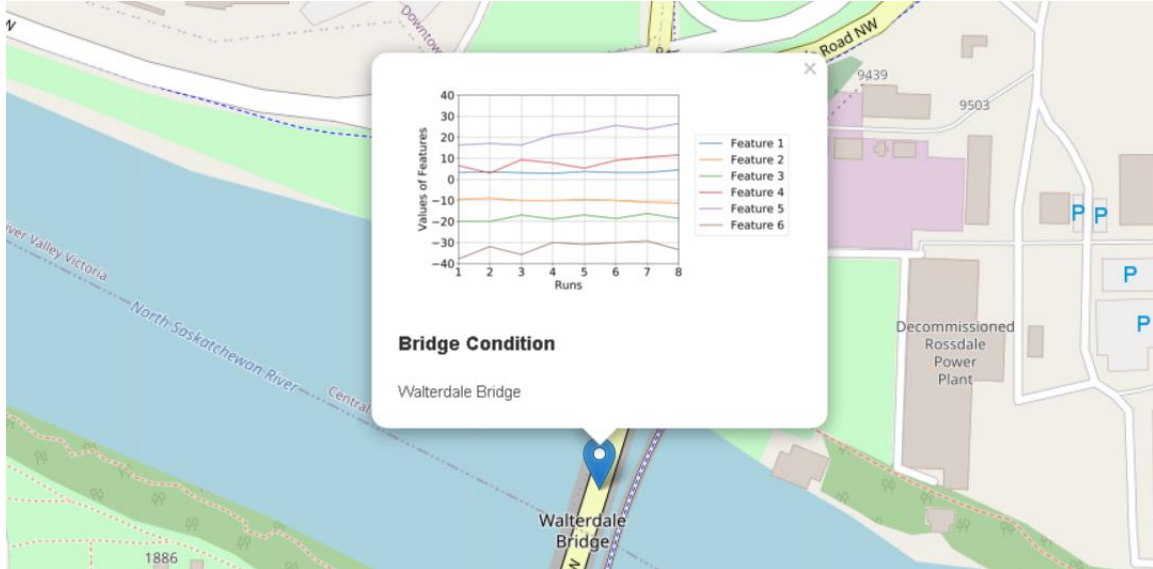 W
Downtow
Road NW
9439
9503
×
40
30
20
10
0
−10
−20
−30
−40
1 2 3 4 5 6 7 8
Values of Features
Runs
Feature 1
Feature 2
Feature 3
Feature 4
Feature 5
Feature 6
Bridge Condition
Walterdale Bridge
iver Valley Victoria
North Saskatchewan River
Central
P P
P
P
Decommissioned
Rossdale
Power
Plant
Walterdale
Bridge
1886
W